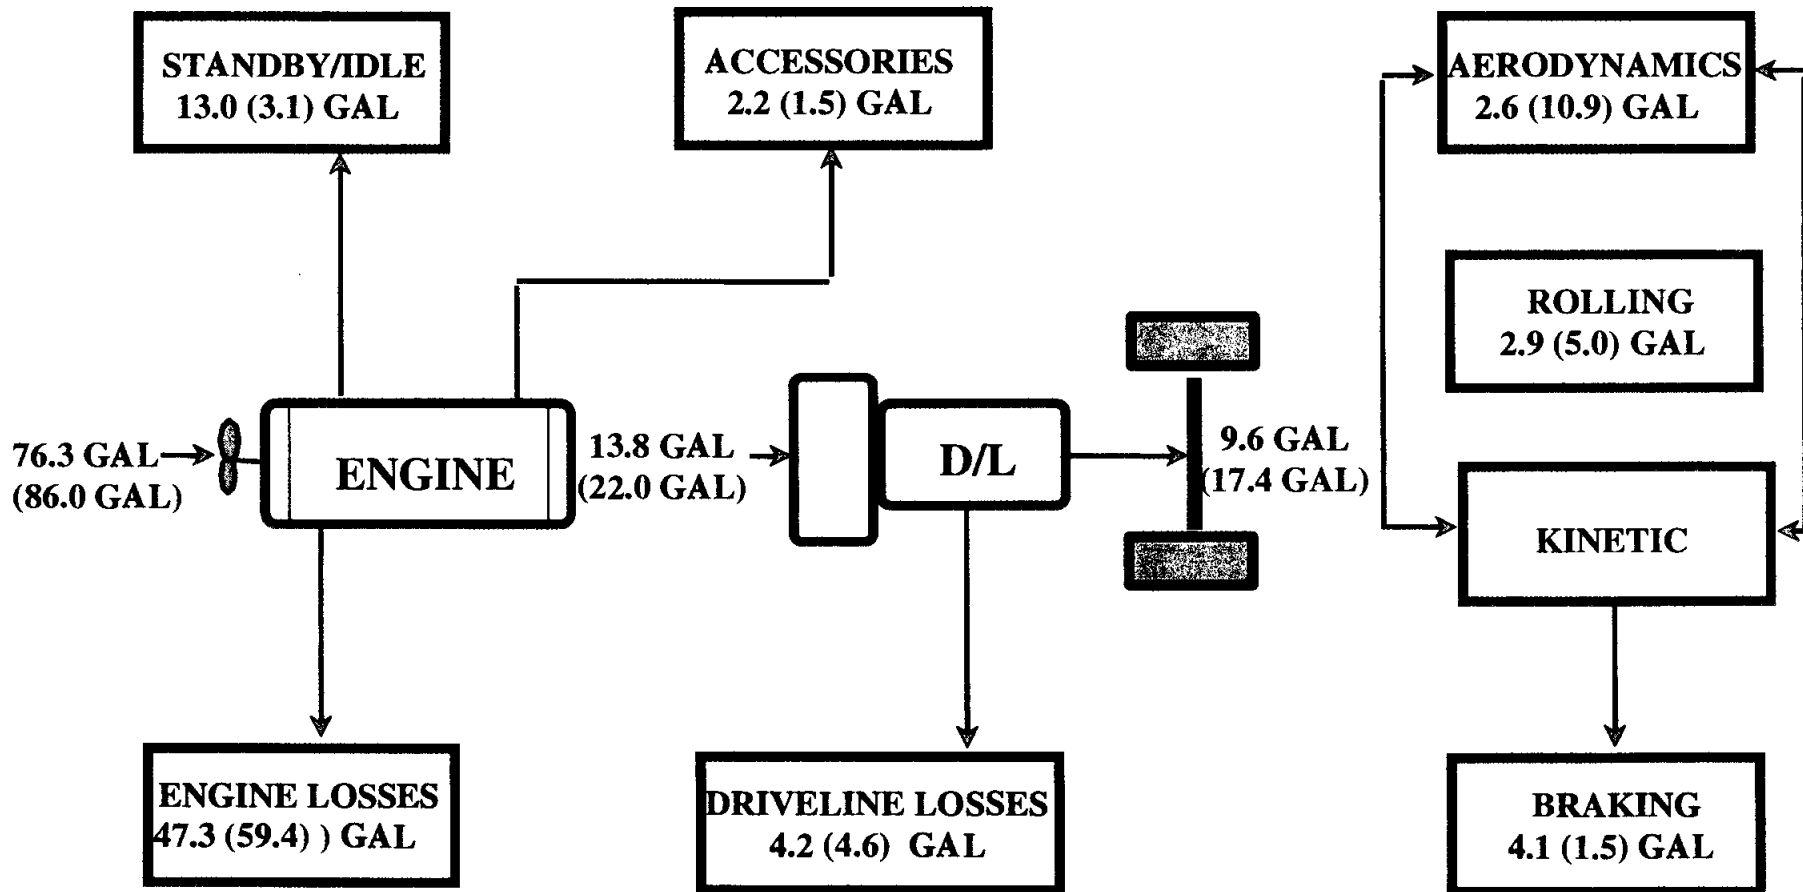 STANDBY/IDLE
13.0 (3.1) GAL
ACCESSORIES
2.2 (1.5) GAL
AERODYNAMICS
2.6 (10.9) GAL
ROLLING
2.9 (5.0) GAL
76.3 GAL
(86.0 GAL)
ENGINE
13.8 GAL
(22.0 GAL)
D/L
9.6 GAL
(17.4 GAL)
KINETIC
ENGINE LOSSES
47.3 (59.4) ) GAL
DRIVELINE LOSSES
4.2 (4.6) GAL
BRAKING
4.1 (1.5) GAL